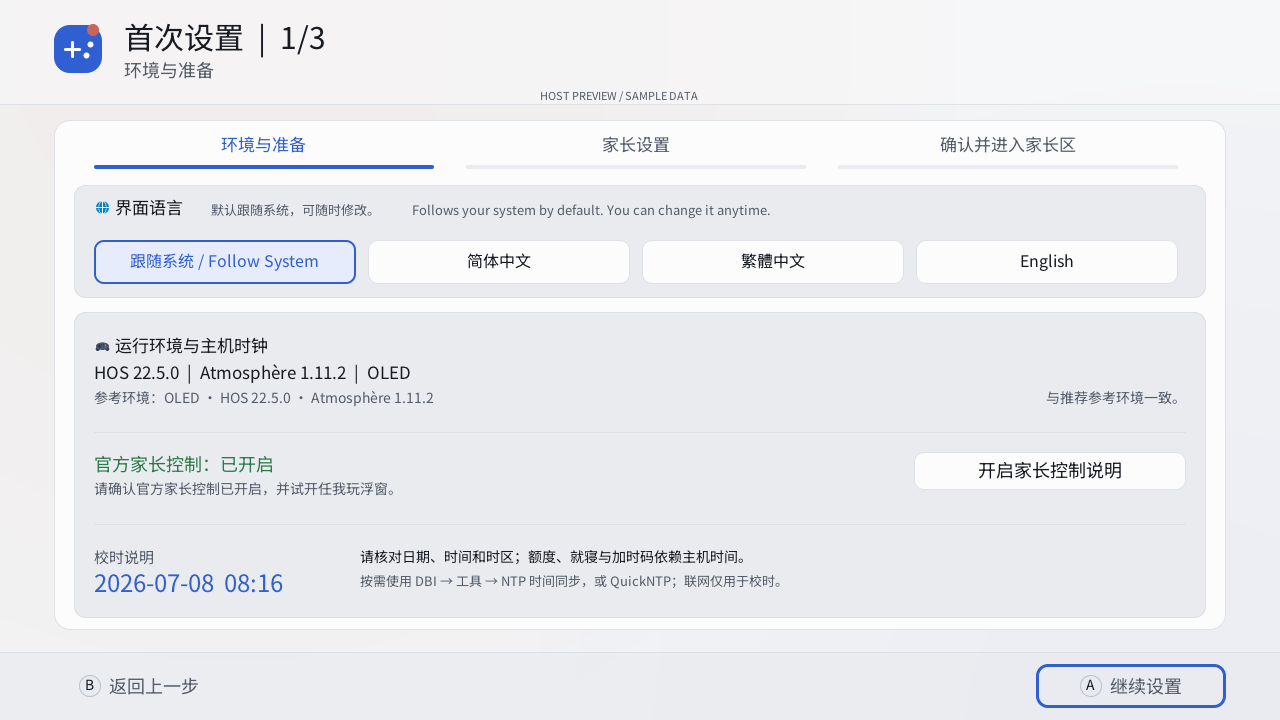 首次设置 | 1/3
环境与准备
HOST PREVIEW / SAMPLE DATA
环境与准备
家长设置
确认并进入家长区
界面语言
默认跟随系统，可随时修改。
Follows your system by default. You can change it anytime.
跟随系统 / Follow System
简体中文
繁體中文
English
运行环境与主机时钟
HOS 22.5.0 | Atmosphère 1.11.2 | OLED
参考环境：OLED · HOS 22.5.0 · Atmosphère 1.11.2
与推荐参考环境一致。
官方家长控制：已开启
请确认官方家长控制已开启，并试开任我玩浮窗。
开启家长控制说明
校时说明
2026-07-08 08:16
请核对日期、时间和时区；额度、就寝与加时码依赖主机时间。
按需使用 DBI → 工具 → NTP 时间同步，或 QuickNTP；联网仅用于校时。
B 返回上一步
A 继续设置